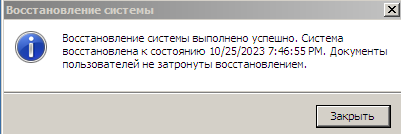 Восстановление системы
Восстановление системы выполнено успешно. Система
восстановлена к состоянию 10/25/2023 7:46:55 PM. Документы
пользователей не затронуты восстановлением.
Закрыть